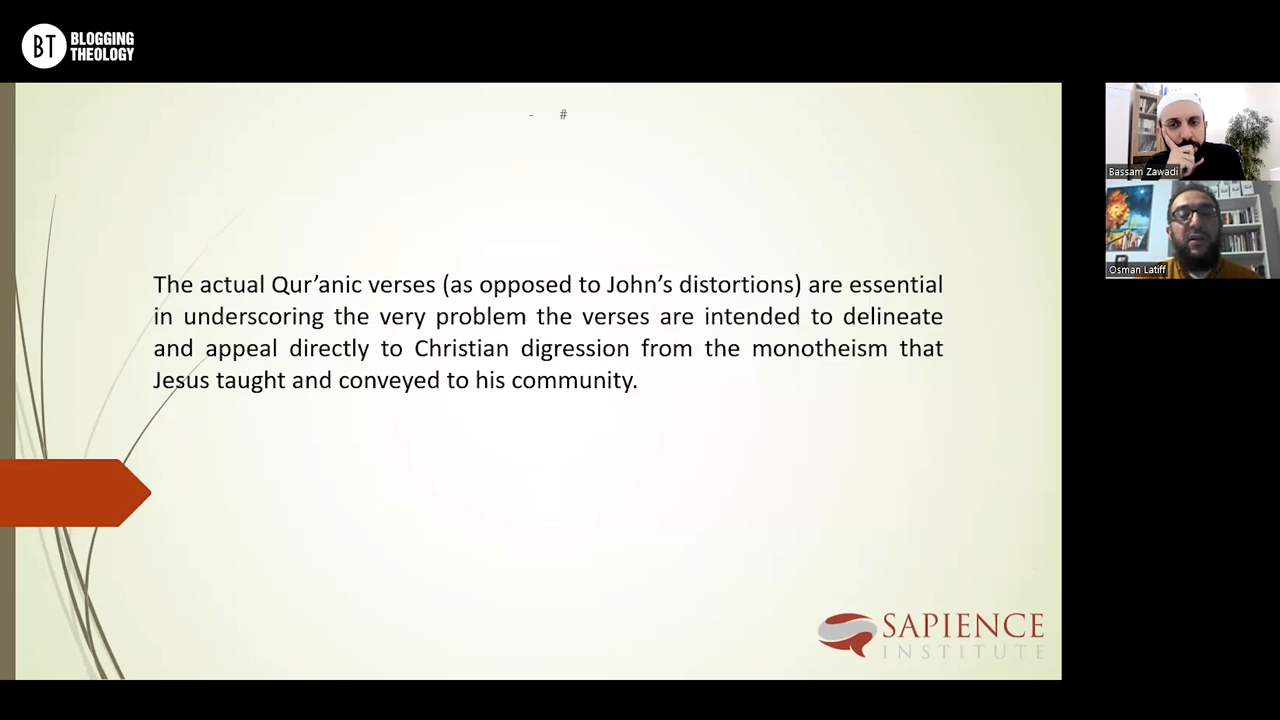 BT BLOGGING
THEOLOGY
- #
The actual Qur’anic verses (as opposed to John’s distortions) are essential
in underscoring the very problem the verses are intended to delineate
and appeal directly to Christian digression from the monotheism that
Jesus taught and conveyed to his community.
SAPIENCE
INSTITUTE
Bassam Zawadi
Osman Latiff